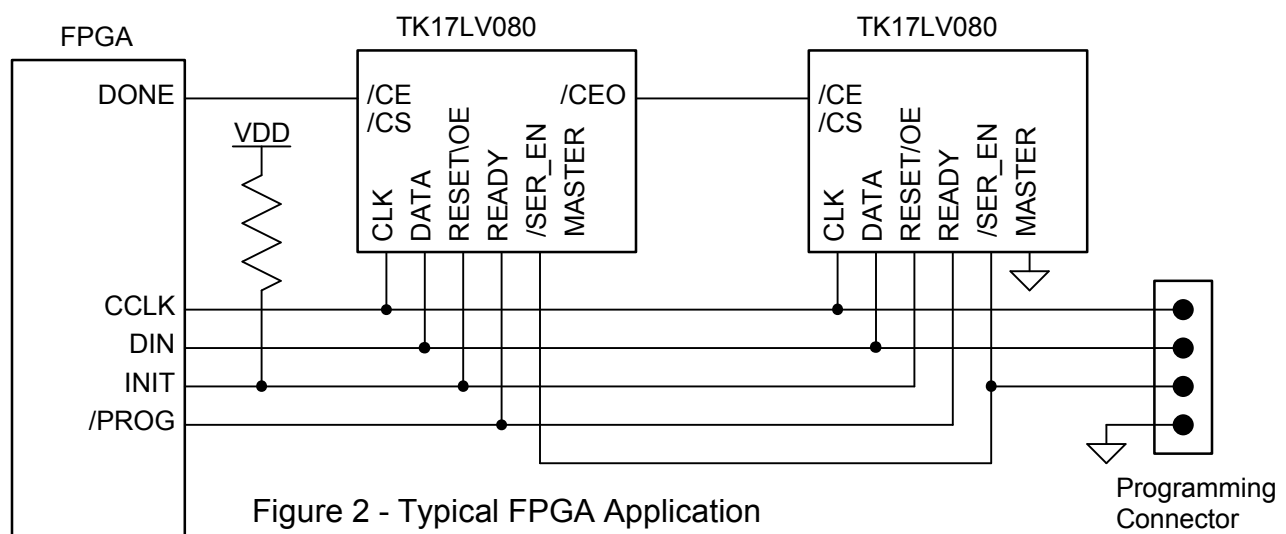 FPGA
TK17LV080
TK17LV080
DONE
/CE
/CS
/CEO
/CE
/CS
VDD
CLK
DATA
RESET\OE
READY
/SER_EN
MASTER
CLK
DATA
RESET/OE
READY
/SER_EN
MASTER
CCLK
DIN
INIT
/PROG
Programming
Connector
Figure 2 - Typical FPGA Application